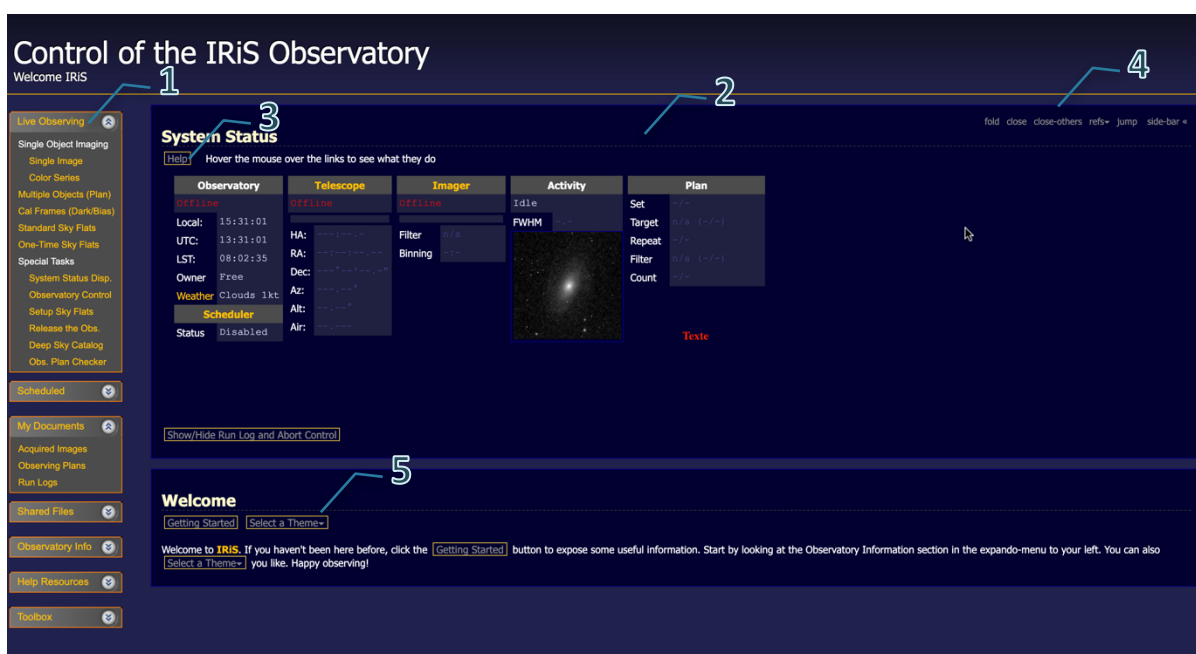 Control of the IRiS Observatory
Welcome IRiS
1
2
3
4
5
Live Observing
Single Object Imaging
Single Image
Color Series
Multiple Objects (Plan)
Cal Frames (Dark/Bias)
Standard Sky Flats
One-Time Sky Flats
Special Tasks
System Status Disp.
Observatory Control
Setup Sky Flats
Release the Obs.
Deep Sky Catalog
Obs. Plan Checker
Scheduled
My Documents
Acquired Images
Observing Plans
Run Logs
Shared Files
Observatory Info
Help Resources
Toolbox
fold close close-others refs jump side-bar «
System Status
Help Hover the mouse over the links to see what they do
Observatory
Offline
Local: 15:31:01
UTC: 13:31:01
LST: 08:02:35
Owner Free
Weather Clouds 1kt
Scheduler
Status Disabled
Telescope
Offline
HA: ---:--.-
RA: --:--:--.--
Dec: ---°--'--.-"
Az: ---.--°
Alt: --.--°
Air: --.---
Imager
Offline
Filter n/a
Binning -:-
Activity
Idle
FWHM -.-
Plan
Set -/-
Target n/a (-/-)
Repeat -/-
Filter n/a (-/-)
Count -/-
Texte
Show/Hide Run Log and Abort Control
Welcome
Getting Started Select a Theme
Welcome to IRiS. If you haven't been here before, click the Getting Started button to expose some useful information. Start by looking at the Observatory Information section in the expando-menu to your left. You can also
Select a Theme you like. Happy observing!